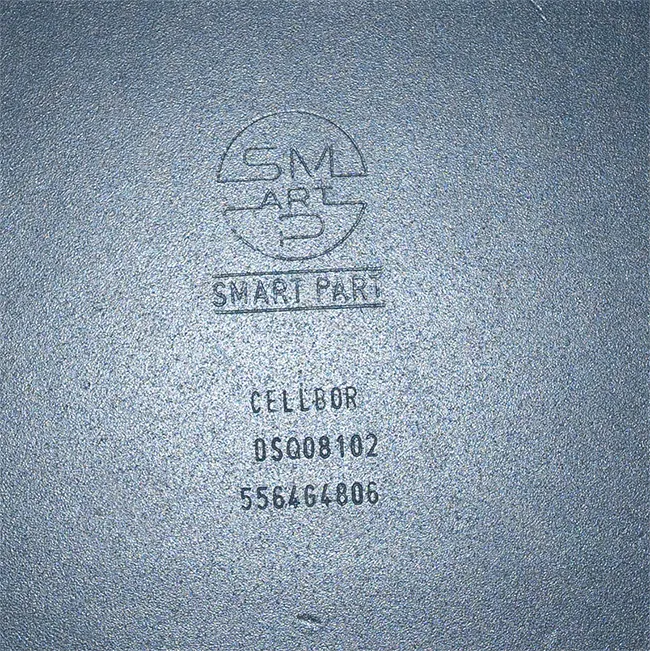 SM
ART
P
SMART PART
CELLBOR
DSQ08102
5564G4806